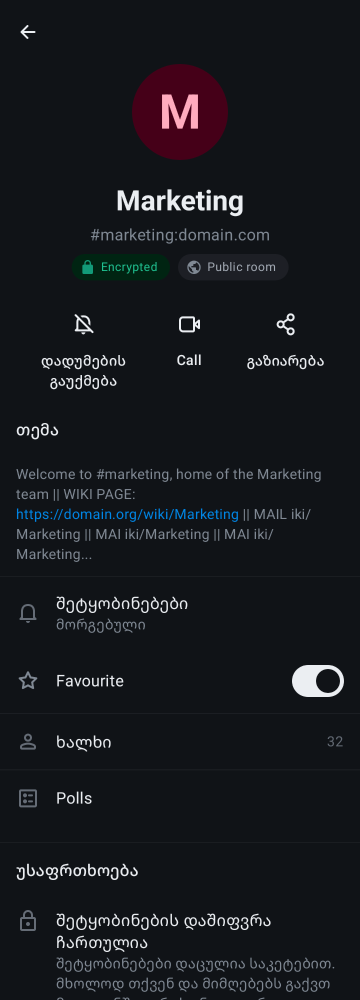 M
Marketing
#marketing:domain.com
Encrypted
Public room
დადუმების
გაუქმება
Call
გაზიარება
თემა
Welcome to #marketing, home of the Marketing
team || WIKI PAGE:
https://domain.org/wiki/Marketing || MAIL iki/
Marketing || MAI iki/Marketing || MAI iki/
Marketing...
შეტყობინებები
მორგებული
Favourite
ხალხი
32
Polls
უსაფრთხოება
შეტყობინების დაშიფვრა
ჩართულია
შეტყობინებები დაცულია საკეტებით.
მხოლოდ თქვენ და მიმღებებს გაქვთ